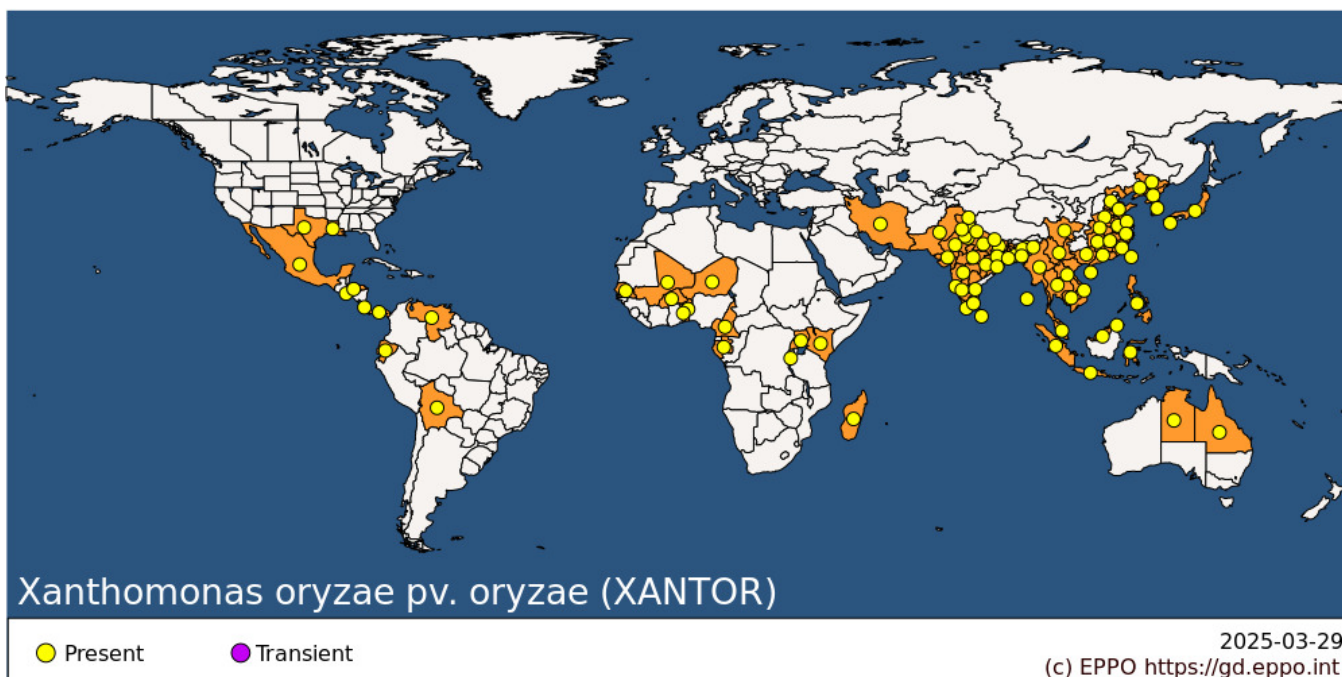 Xanthomonas oryzae pv. oryzae (XANTOR)
Present
Transient
2025-03-29
(c) EPPO https://gd.eppo.int